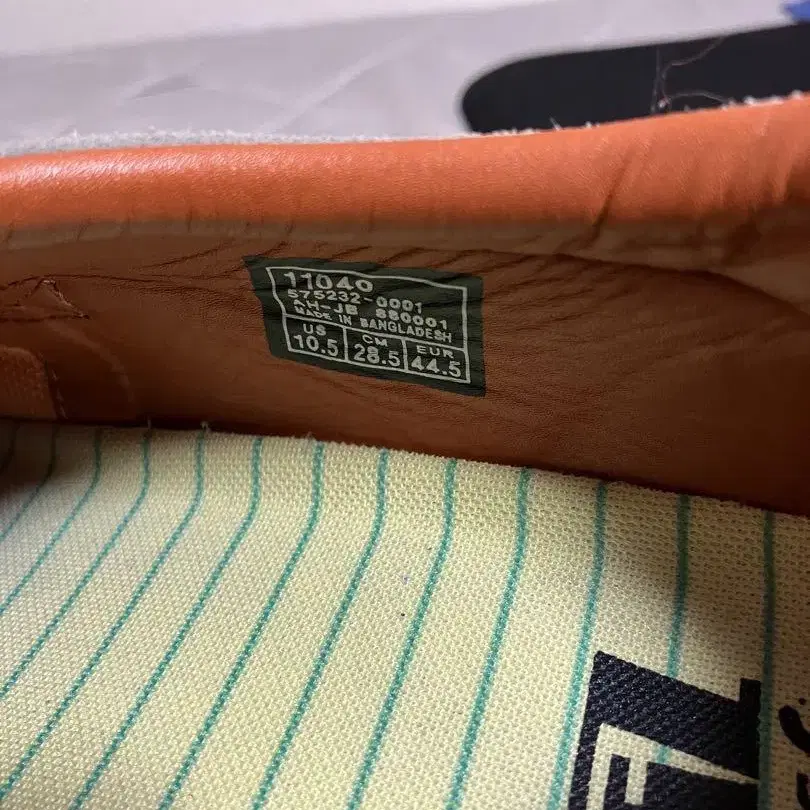 11040
575232-0001
AH-JB 880001
MADE IN BANGLADESH
US CM EUR
10.5 28.5 44.5